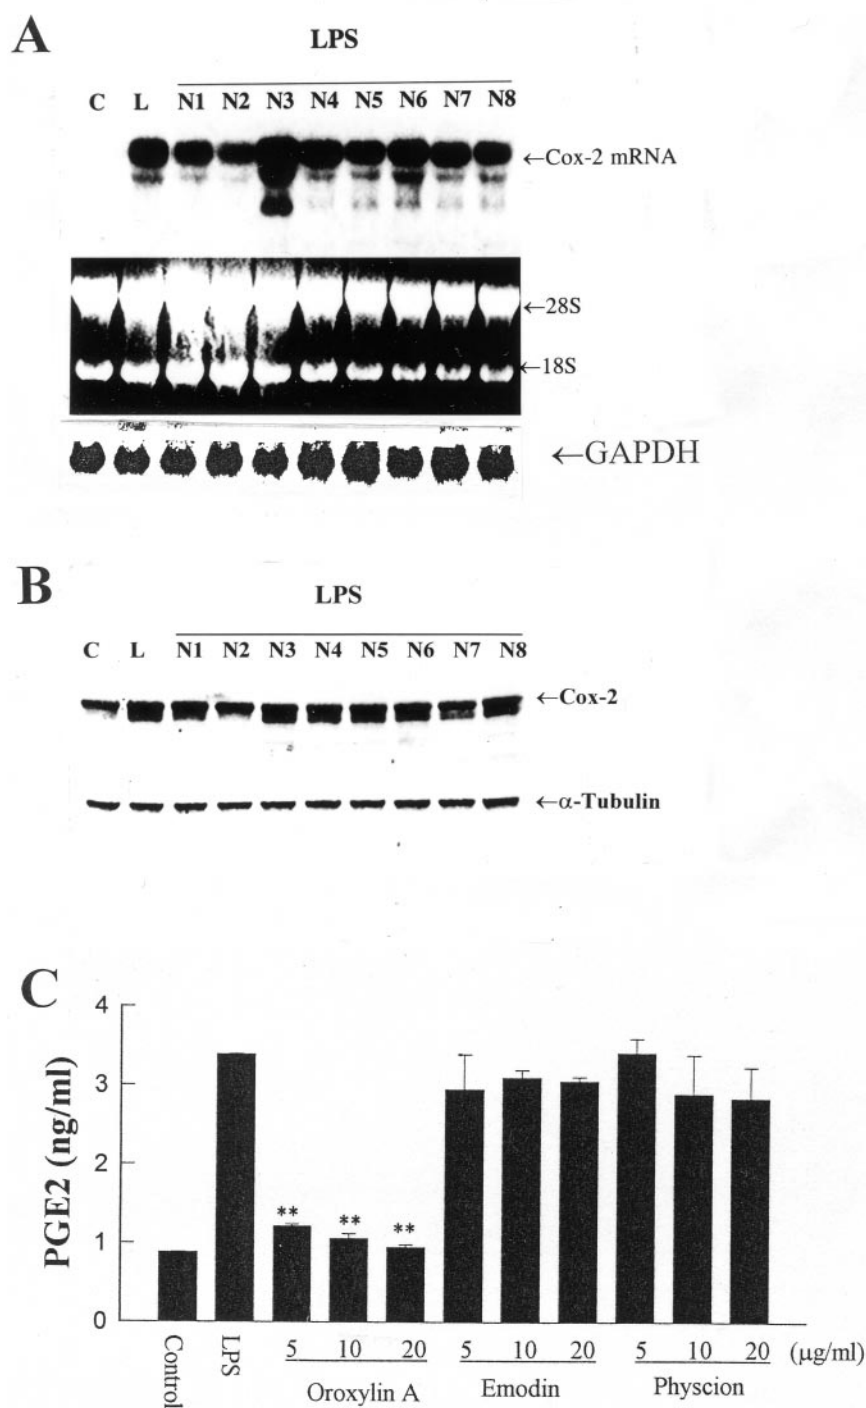 A
LPS
C L N1 N2 N3 N4 N5 N6 N7 N8
←Cox-2 mRNA
←28S
←18S
←GAPDH
B
LPS
C L N1 N2 N3 N4 N5 N6 N7 N8
←Cox-2
←α-Tubulin
C
PGE2 (ng/ml)
4
3
2
1
0
** ** **
Control LPS 5 10 20 5 10 20 5 10 20 (μg/ml)
Oroxylin A Emodin Physcion